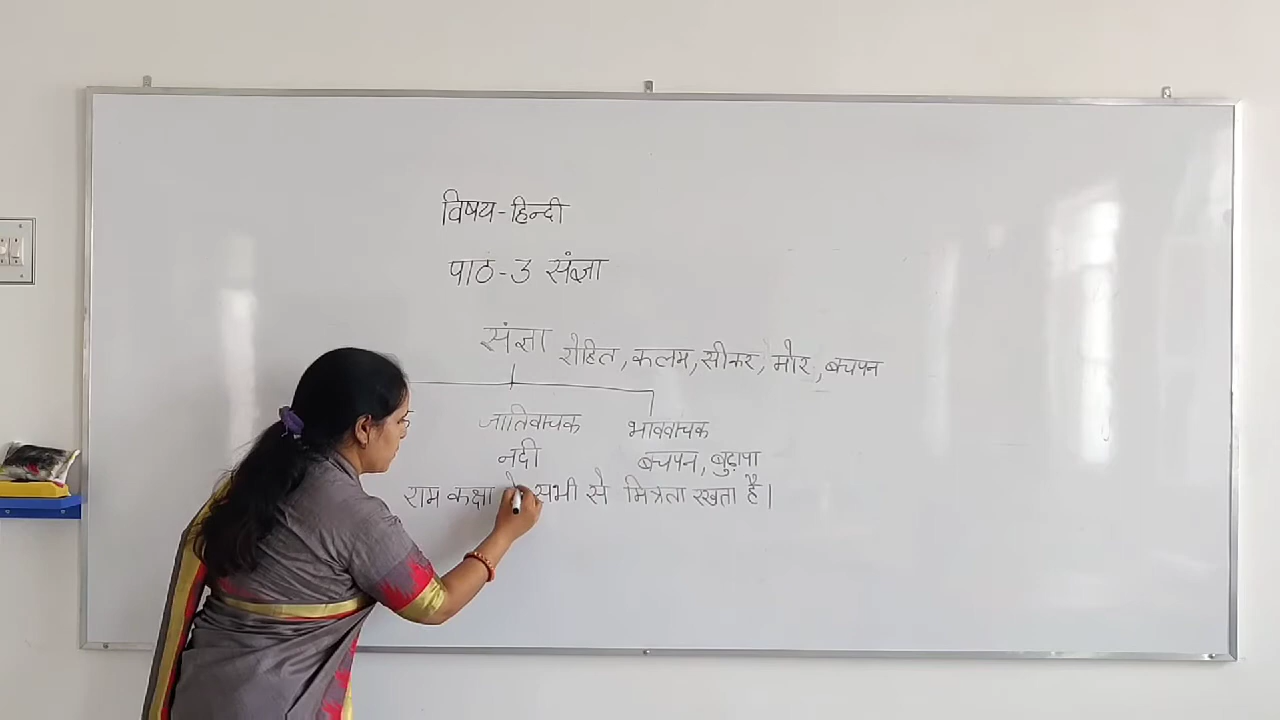 विषय-हिन्दी
पाठ-3 संज्ञा
संज्ञा रोहित, कलम, सीकर, मोर, बचपन
जातिवाचक भाववाचक
नदी बचपन, बुढ़ापा
राम कक्षा सभी से मित्रता रखता है।